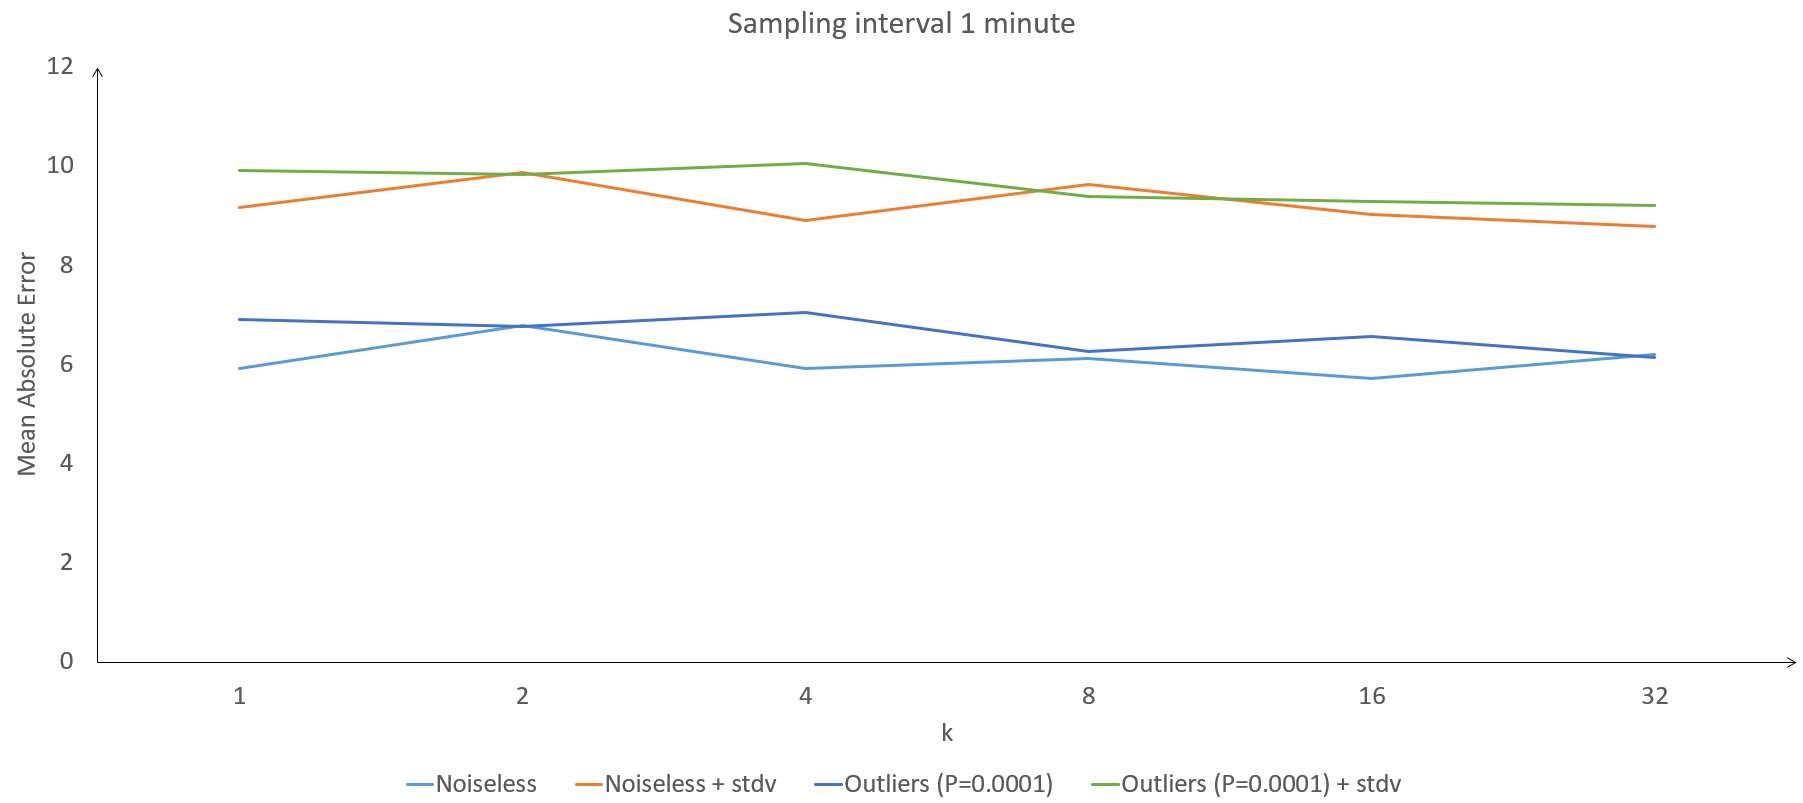 Sampling interval 1 minute
12
10
8
6
4
2
0
Mean Absolute Error
1 2 4 8 16 32
k
Noiseless Noiseless + stdv Outliers (P=0.0001) Outliers (P=0.0001) + stdv